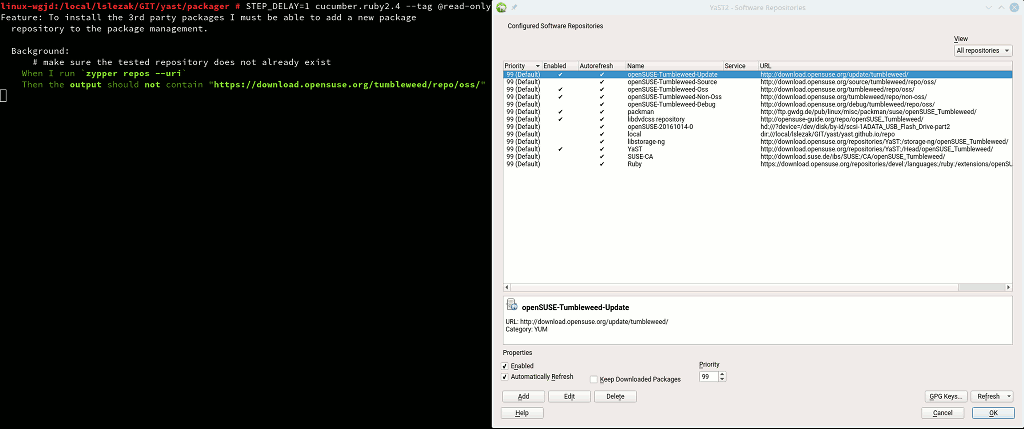 linux-wgjd:/local/lslezak/GIT/yast/packager # STEP_DELAY=1 cucumber.ruby2.4 --tag @read-only
Feature: To install the 3rd party packages I must be able to add a new package
repository to the package management.
Background:
# make sure the tested repository does not already exist
When I run `zypper repos --uri`
Then the output should not contain "https://download.opensuse.org/tumbleweed/repo/oss/"
YaST2 - Software Repositories
Configured Software Repositories
View
All repositories
Priority Enabled Autorefresh Name Service URL
99 (Default) ✔ ✔ openSUSE-Tumbleweed-Update http://download.opensuse.org/update/tumbleweed/
99 (Default) ✔ openSUSE-Tumbleweed-Source http://download.opensuse.org/source/tumbleweed/repo/oss/
99 (Default) ✔ ✔ openSUSE-Tumbleweed-Oss http://download.opensuse.org/tumbleweed/repo/oss/
99 (Default) ✔ ✔ openSUSE-Tumbleweed-Non-Oss http://download.opensuse.org/tumbleweed/repo/non-oss/
99 (Default) ✔ openSUSE-Tumbleweed-Debug http://download.opensuse.org/debug/tumbleweed/repo/oss/
99 (Default) ✔ ✔ packman http://ftp.gwdg.de/pub/linux/misc/packman/suse/openSUSE_Tumbleweed/
99 (Default) ✔ ✔ libdvdcss repository http://opensuse-guide.org/repo/openSUSE_Tumbleweed/
99 (Default) ✔ openSUSE-20161014-0 hd:///?device=/dev/disk/by-id/scsi-1ADATA_USB_Flash_Drive-part2
99 (Default) ✔ local dir:///local/lslezak/GIT/yast/yast.github.io/repo
99 (Default) ✔ libstorage-ng http://download.opensuse.org/repositories/YaST:/storage-ng/openSUSE_Tumbleweed/
99 (Default) ✔ ✔ YaST http://download.opensuse.org/repositories/YaST:/Head/openSUSE_Tumbleweed/
99 (Default) ✔ SUSE-CA http://download.suse.de/ibs/SUSE:/CA/openSUSE_Tumbleweed/
99 (Default) ✔ Ruby https://download.opensuse.org/repositories/devel:/languages:/ruby:/extensions/openSU
openSUSE-Tumbleweed-Update
URL: http://download.opensuse.org/update/tumbleweed/
Category: YUM
Properties
Enabled
Automatically Refresh
Keep Downloaded Packages
Priority
99
Add Edit Delete GPG Keys... Refresh
Help Cancel OK